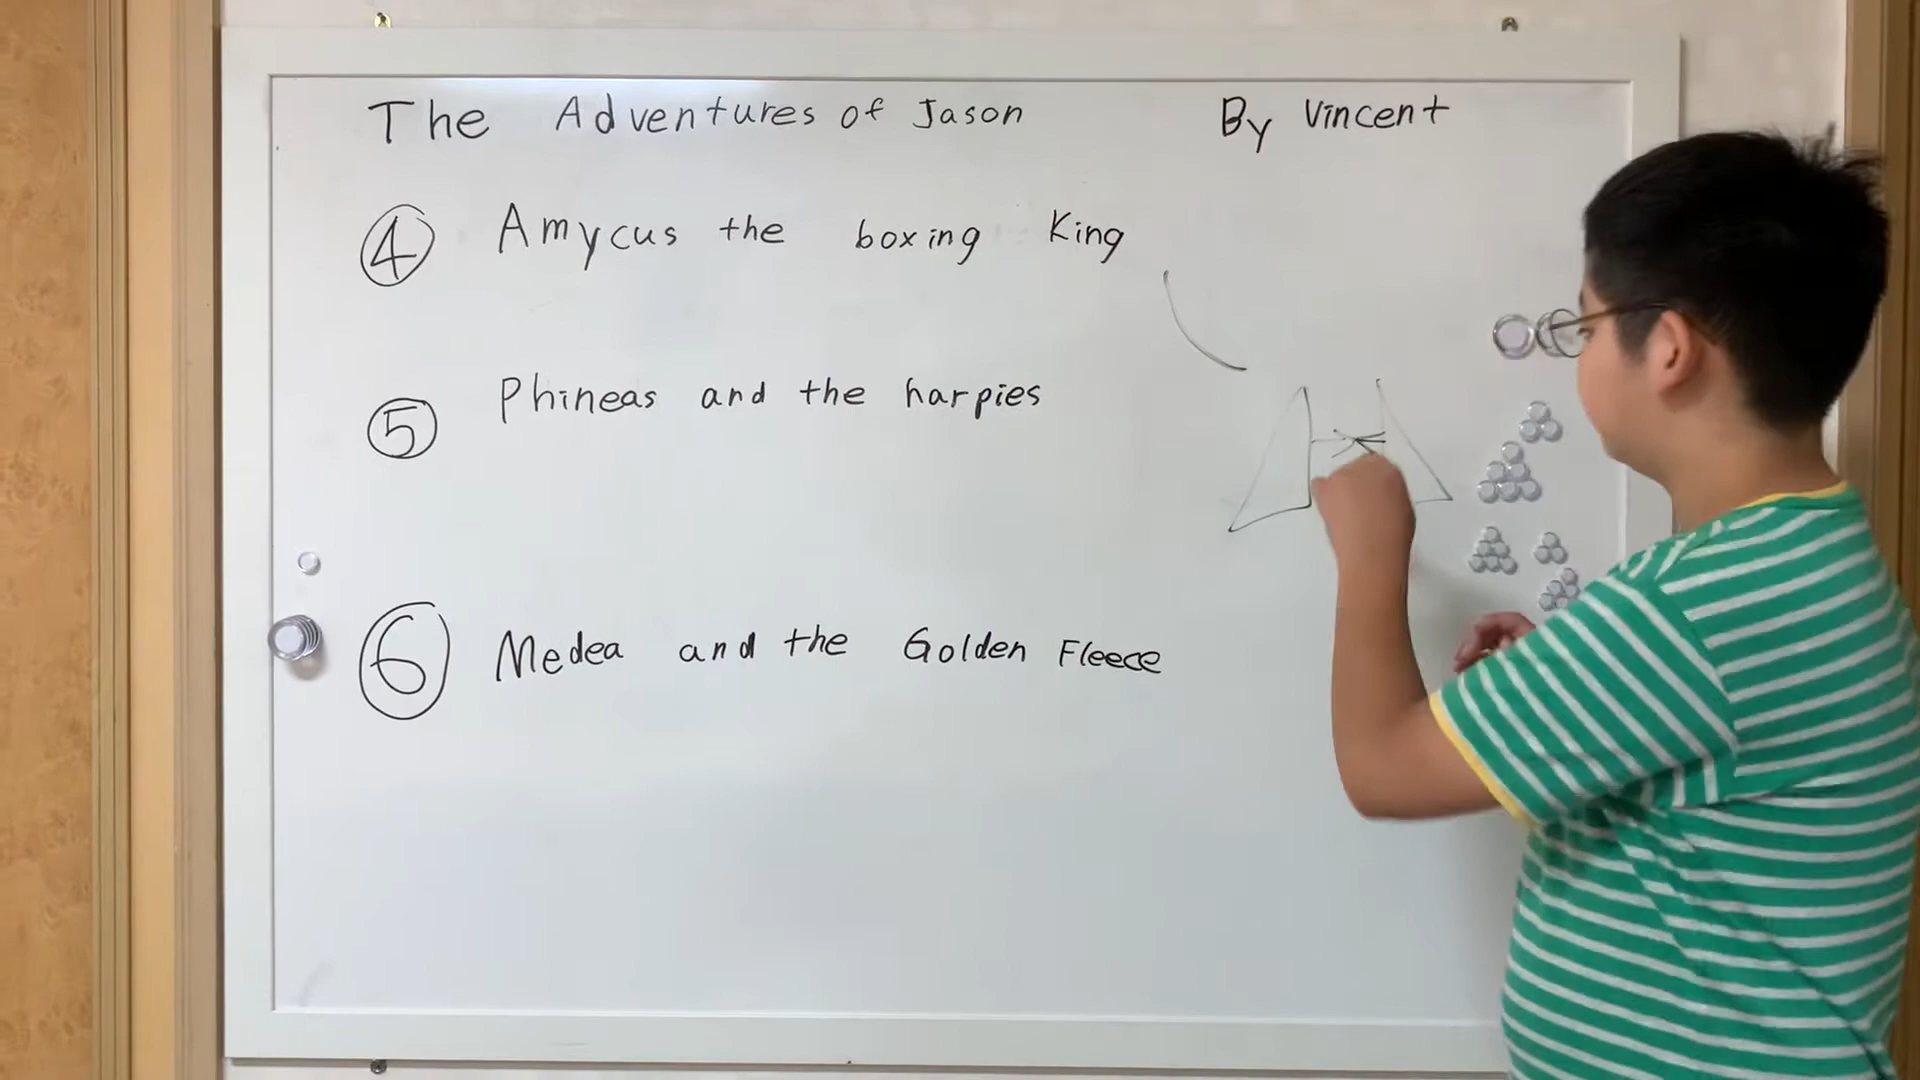 The Adventures of Jason By Vincent
④ Amycus the boxing King
⑤ Phineas and the harpies
⑥ Medea and the Golden Fleece